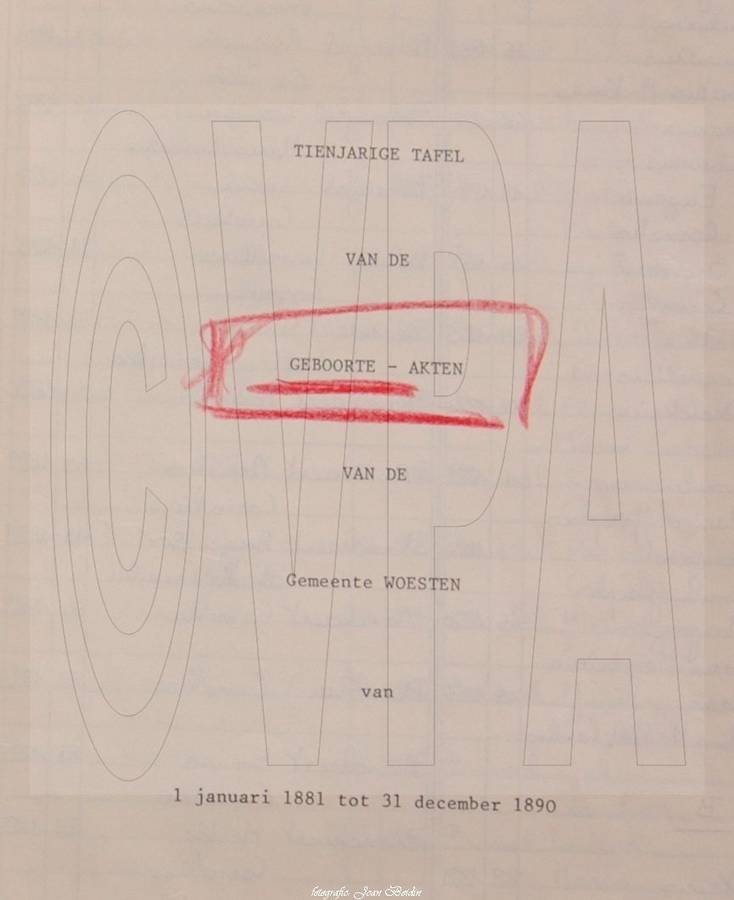 TIENJARIGE TAFEL
VAN DE
GEBOORTE - AKTEN
VAN DE
Gemeente WOESTEN
van
1 januari 1881 tot 31 december 1890
CVPA
fotografie: Joan Boidin